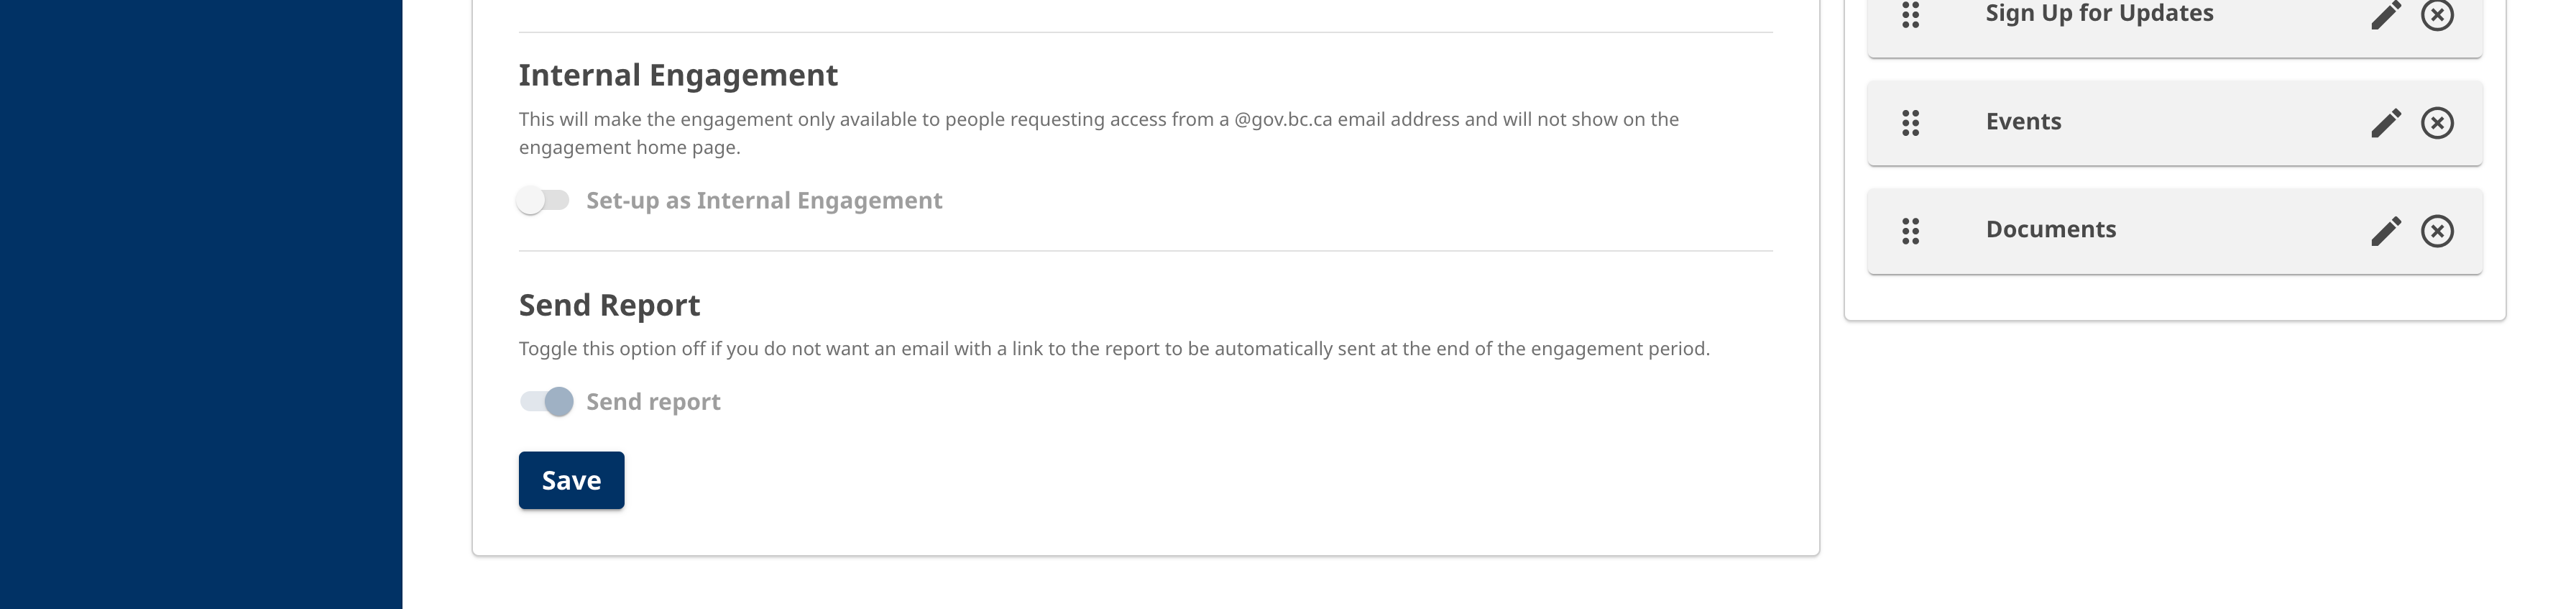 Internal Engagement
This will make the engagement only available to people requesting access from a @gov.bc.ca email address and will not show on the
engagement home page.
Set-up as Internal Engagement
Send Report
Toggle this option off if you do not want an email with a link to the report to be automatically sent at the end of the engagement period.
Send report
Save
Sign Up for Updates
Events
Documents